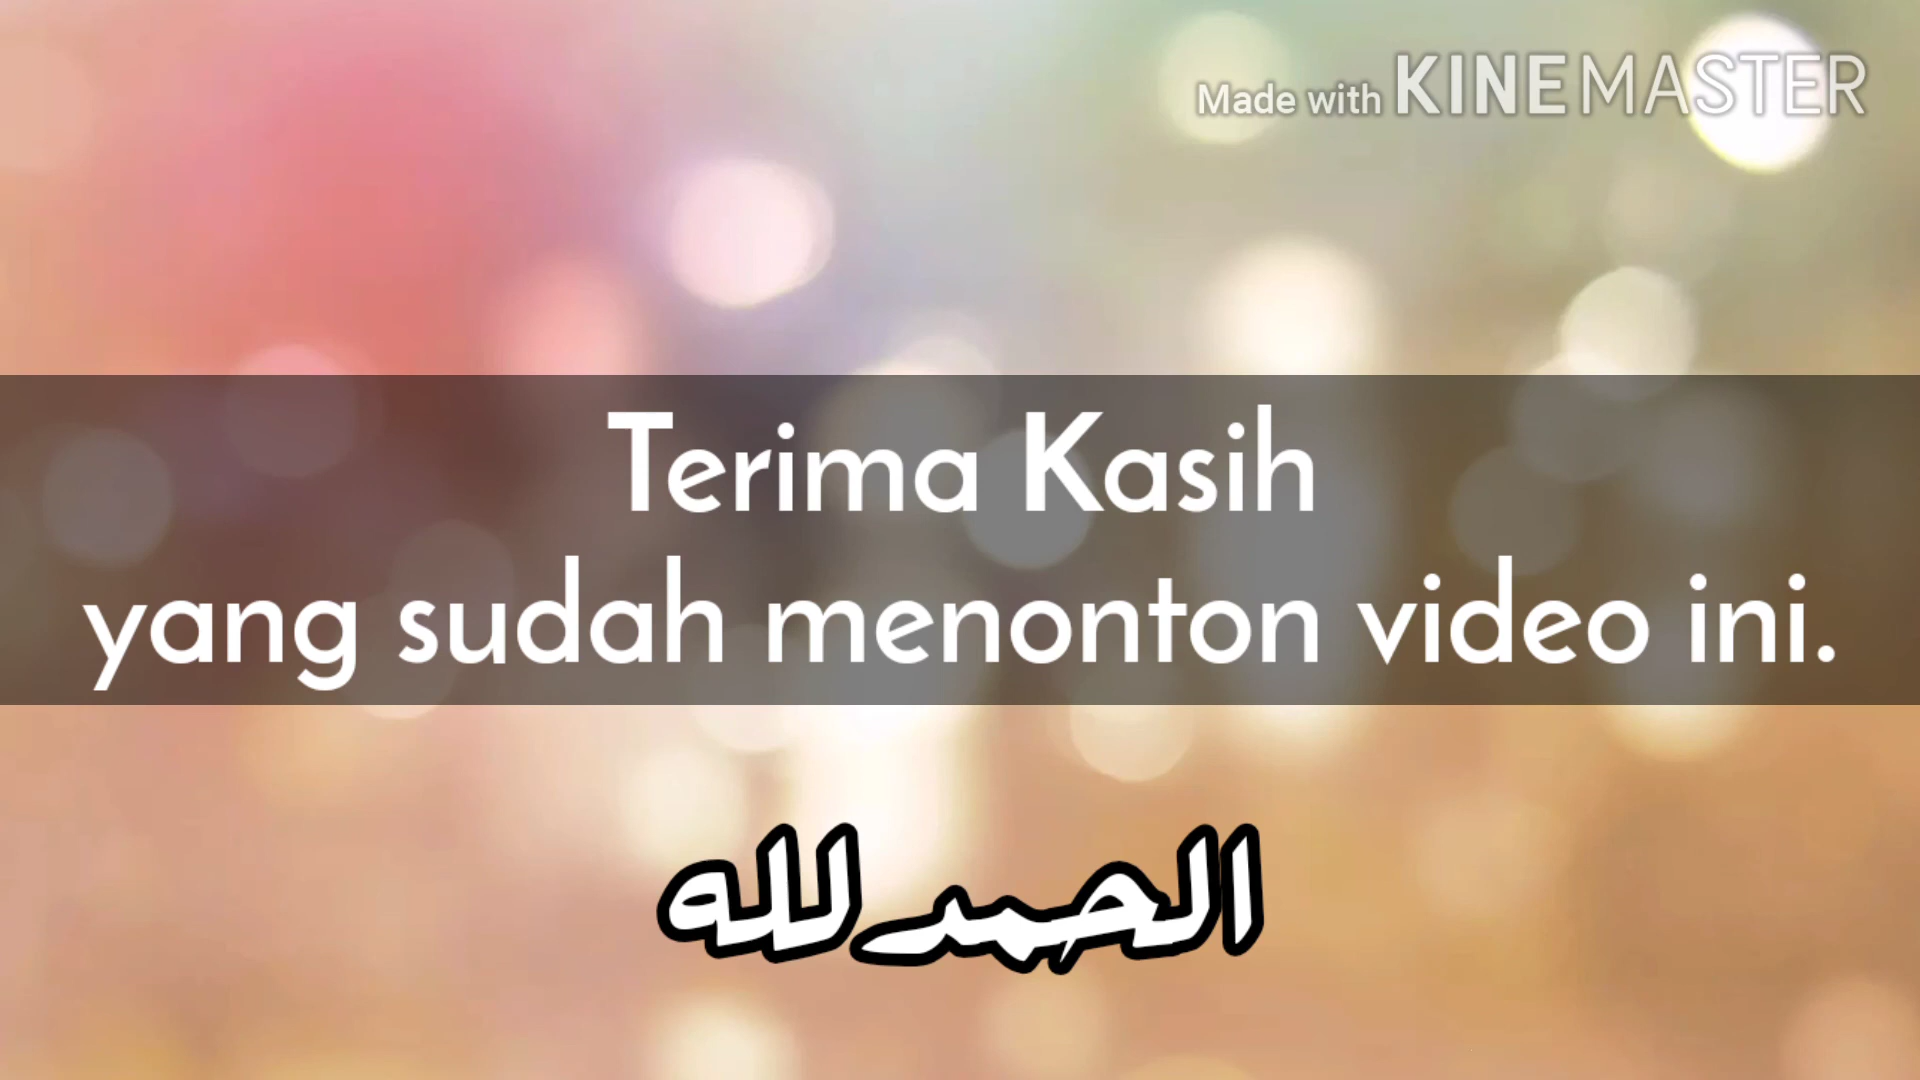 Made with KINEMASTER
Terima Kasih
yang sudah menonton video ini.
الحمد لله